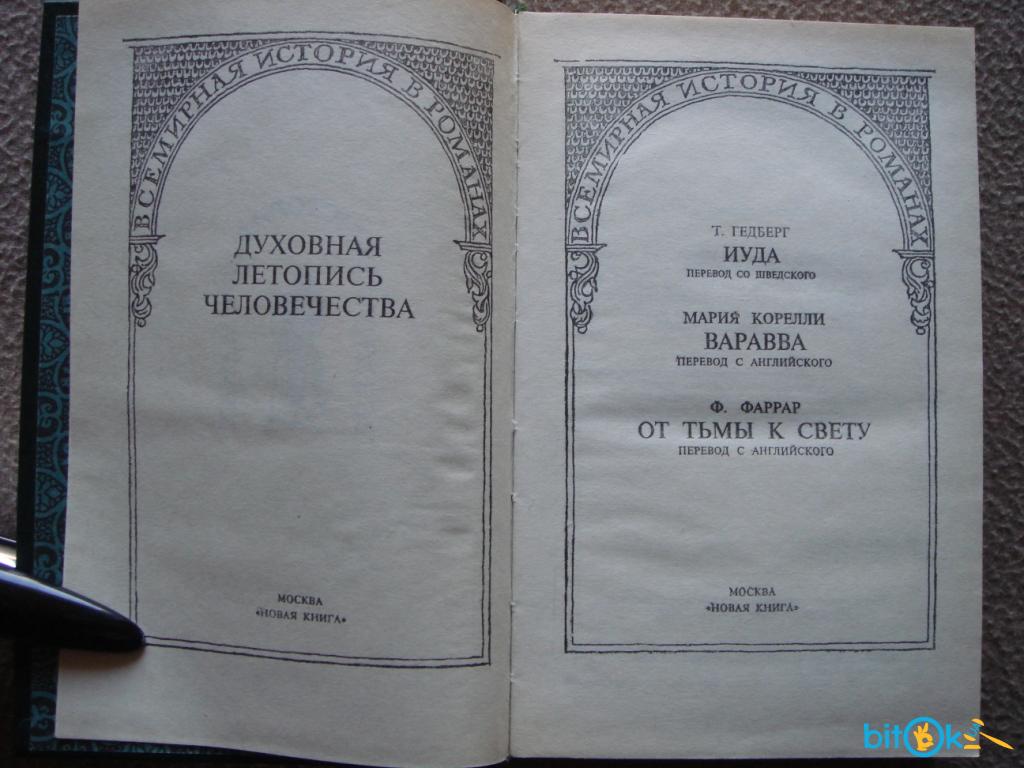 ВСЕМИРНАЯ ИСТОРИЯ В РОМАНАХ
ДУХОВНАЯ
ЛЕТОПИСЬ
ЧЕЛОВЕЧЕСТВА
МОСКВА
«НОВАЯ КНИГА»
ВСЕМИРНАЯ ИСТОРИЯ В РОМАНАХ
Т. ГЕДБЕРГ
ИУДА
ПЕРЕВОД СО ШВЕДСКОГО
МАРИЯ КОРЕЛЛИ
ВАРАВВА
ПЕРЕВОД С АНГЛИЙСКОГО
Ф. ФАРРАР
ОТ ТЬМЫ К СВЕТУ
ПЕРЕВОД С АНГЛИЙСКОГО
МОСКВА
«НОВАЯ КНИГА»
bitOk